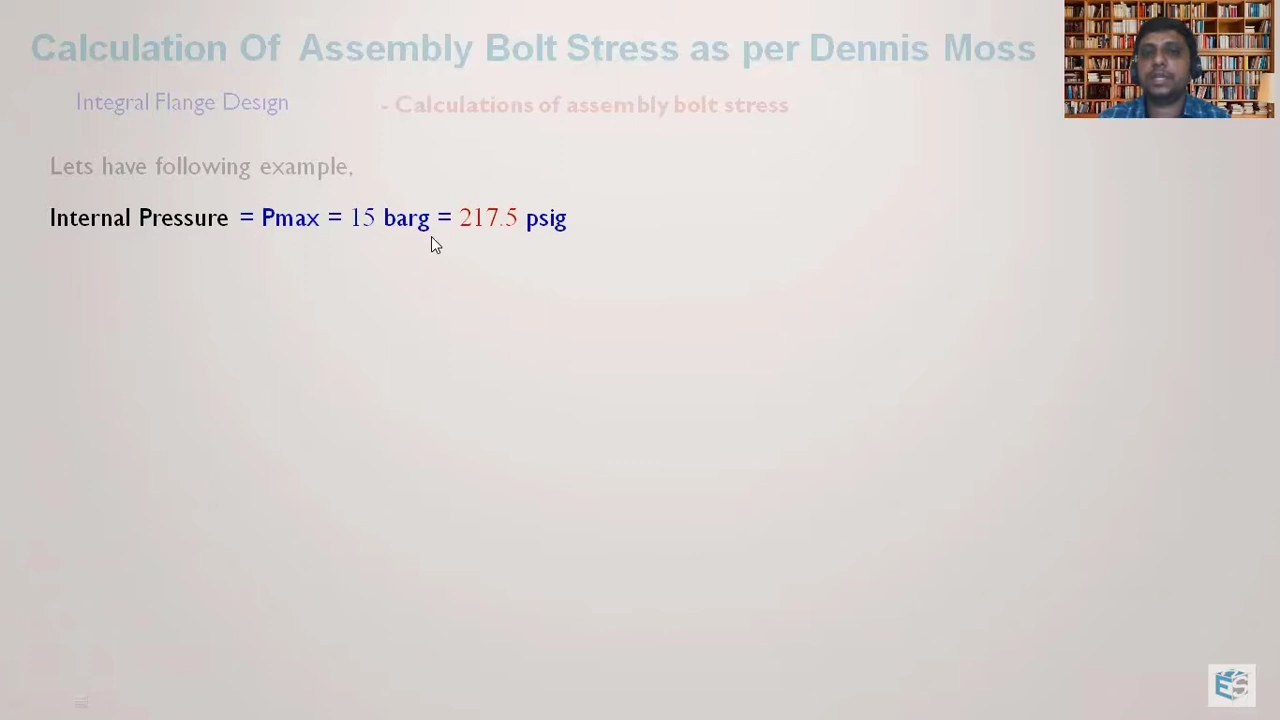 Calculation Of Assembly Bolt Stress as per Dennis Moss
Integral Flange Design - Calculations of assembly bolt stress
Lets have following example,
Internal Pressure = Pmax = 15 barg = 217.5 psig
ES